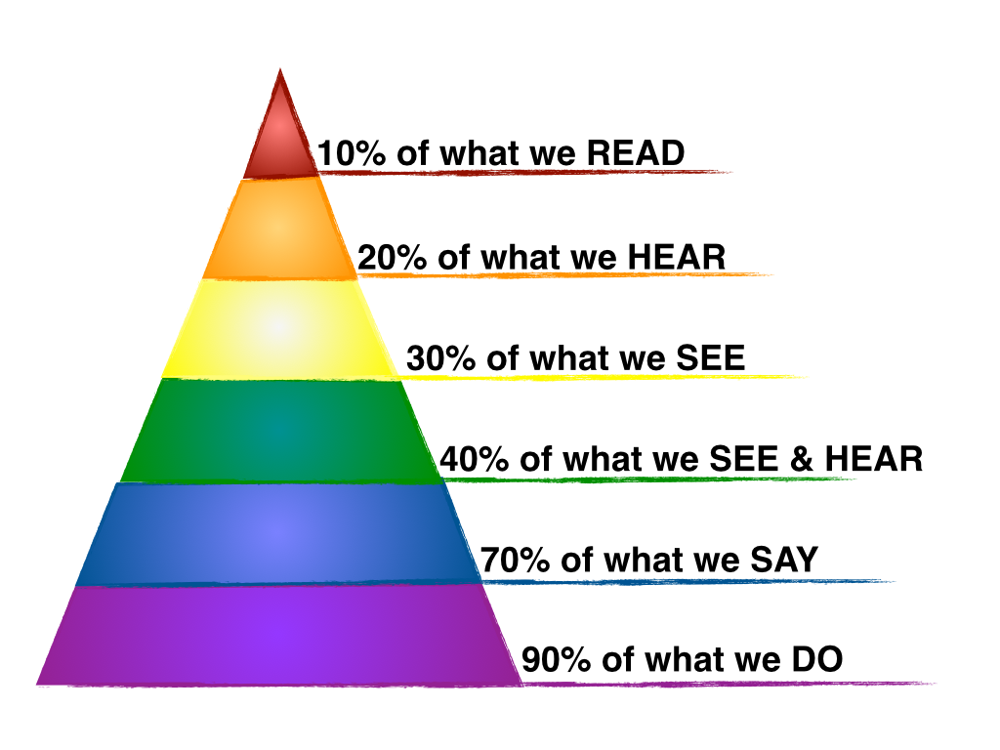 10% of what we READ
20% of what we HEAR
30% of what we SEE
40% of what we SEE & HEAR
70% of what we SAY
90% of what we DO